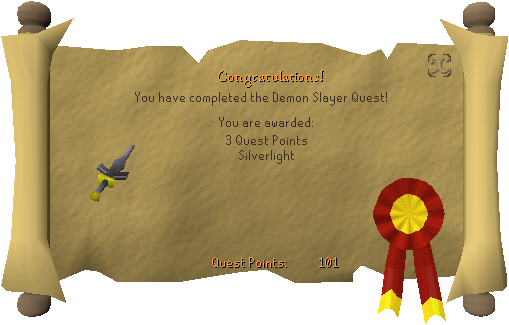 Congratulations!
You have completed the Demon Slayer Quest!
You are awarded:
3 Quest Points
Silverlight
Quest Points: 101